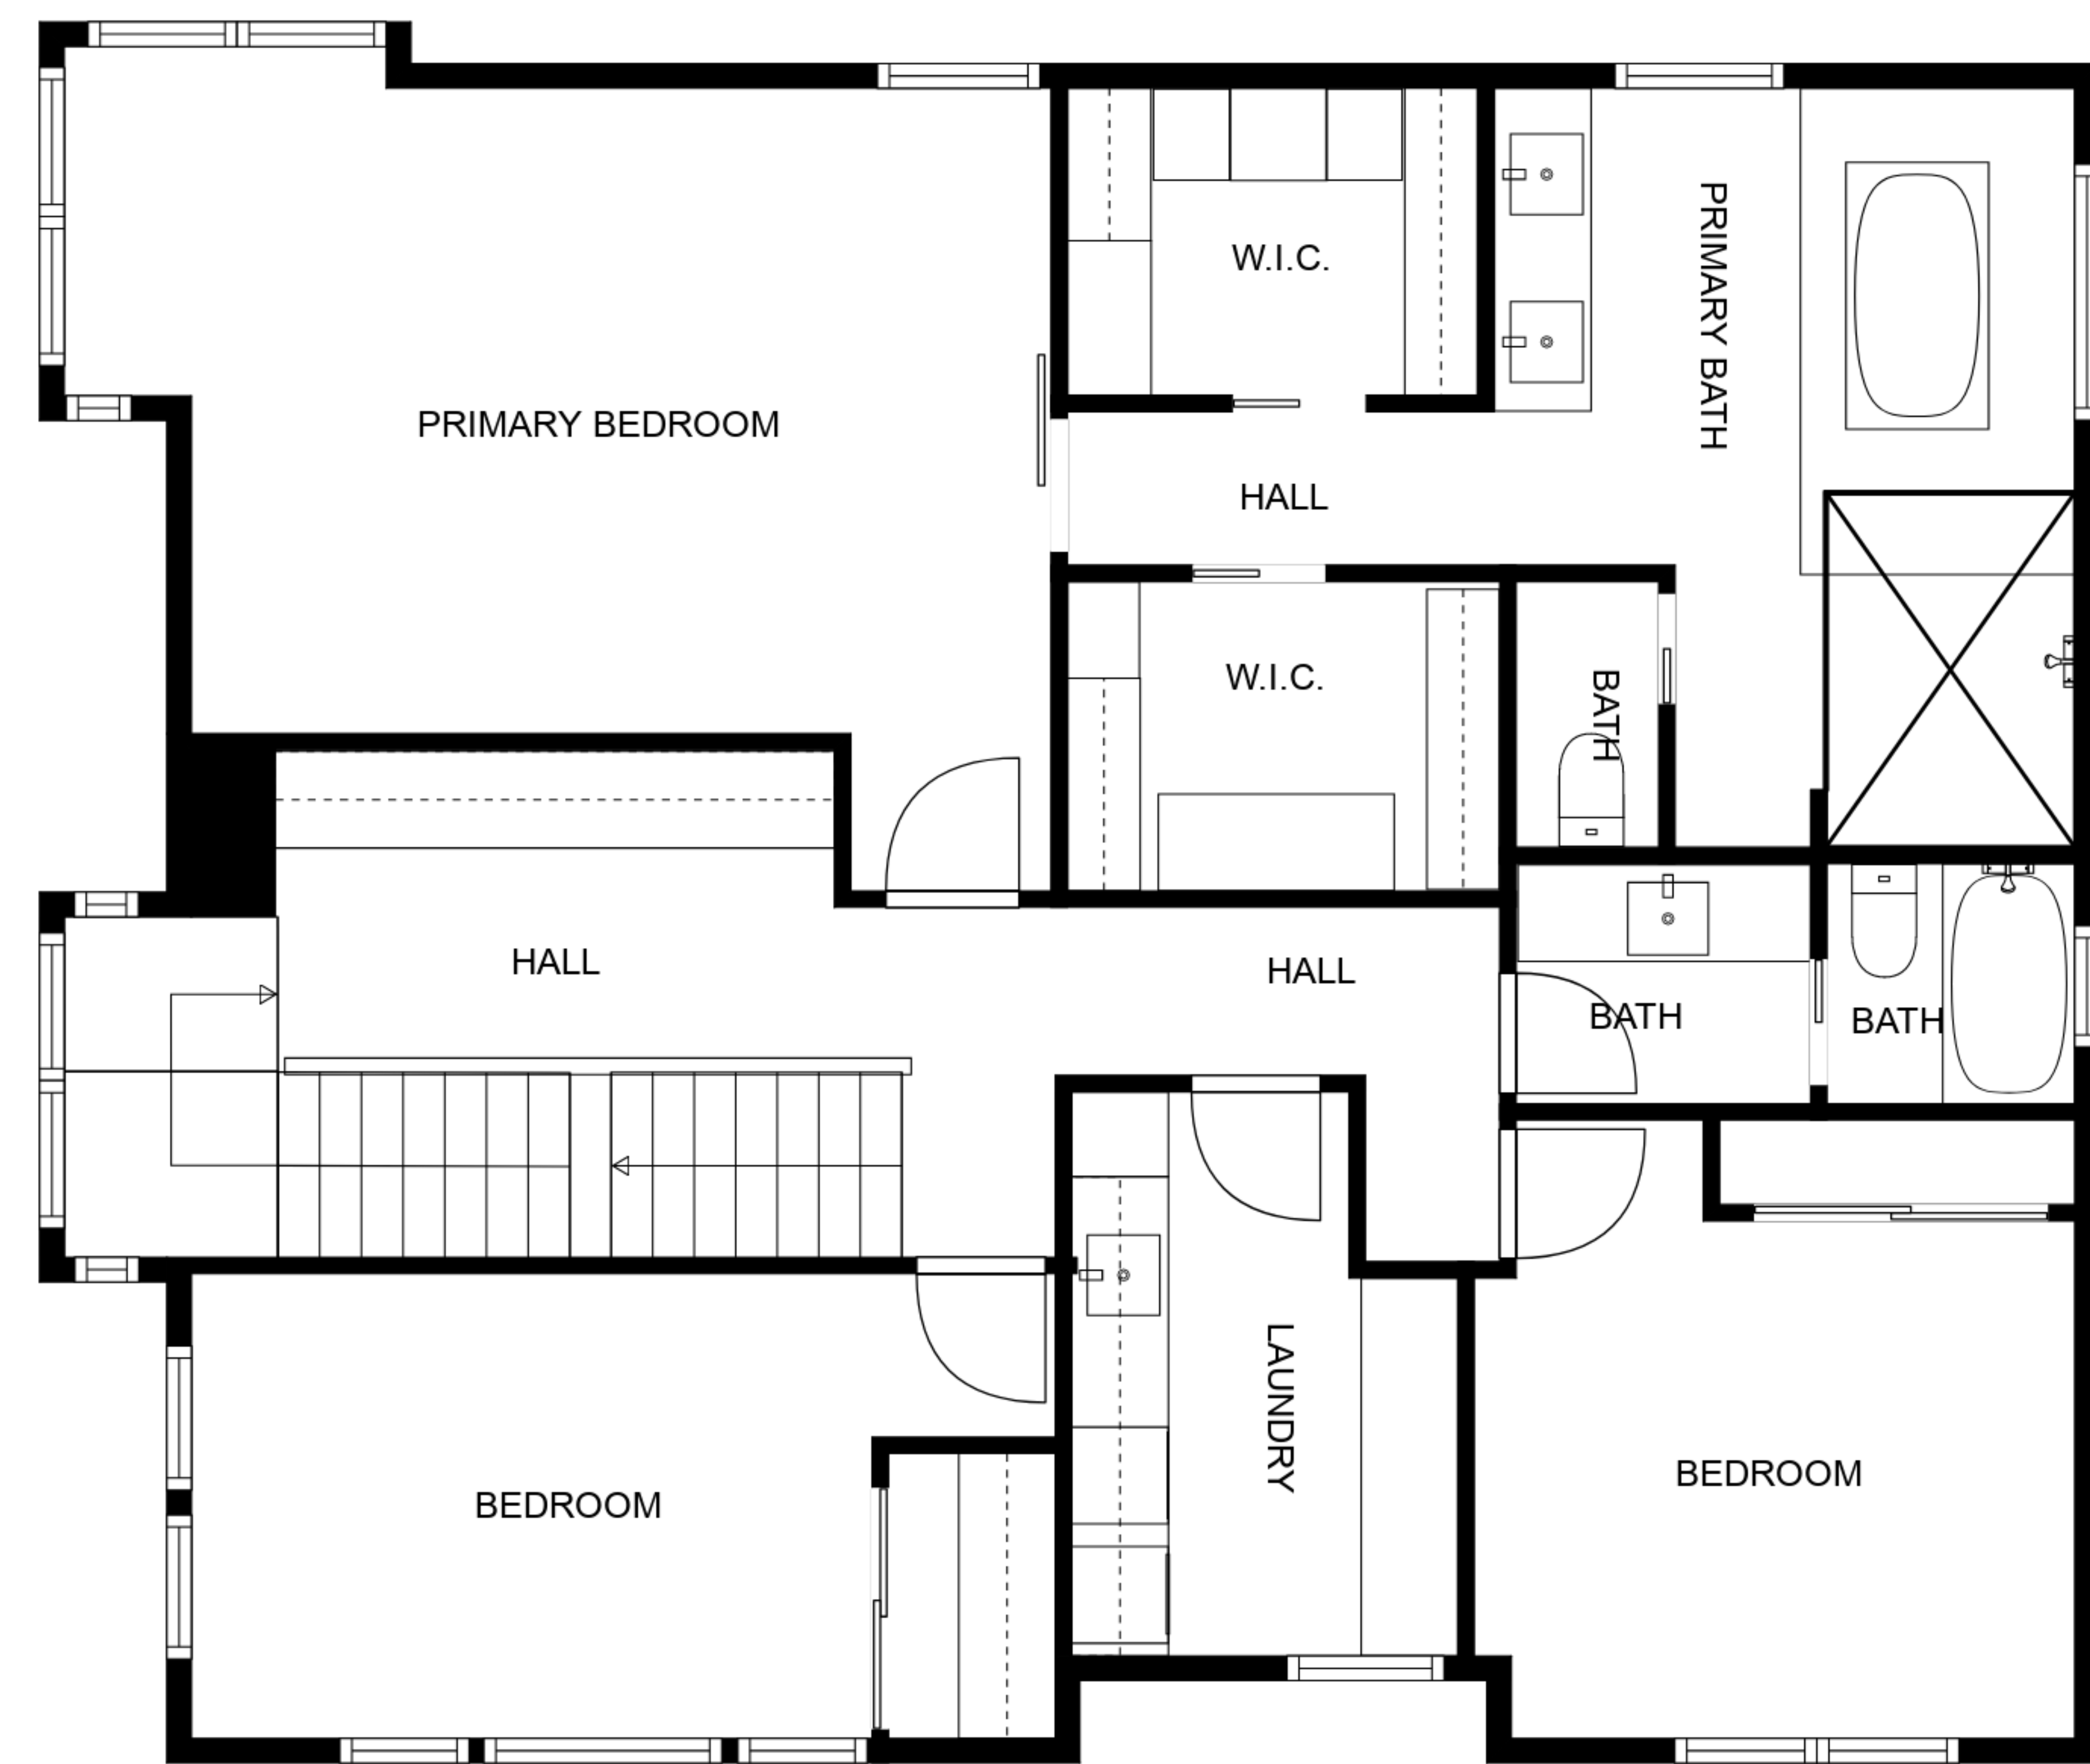 W.I.C.
PRIMARY BATH
PRIMARY BEDROOM
HALL
W.I.C.
BATH
HALL
HALL
BATH
BATH
LAUNDRY
BEDROOM
BEDROOM